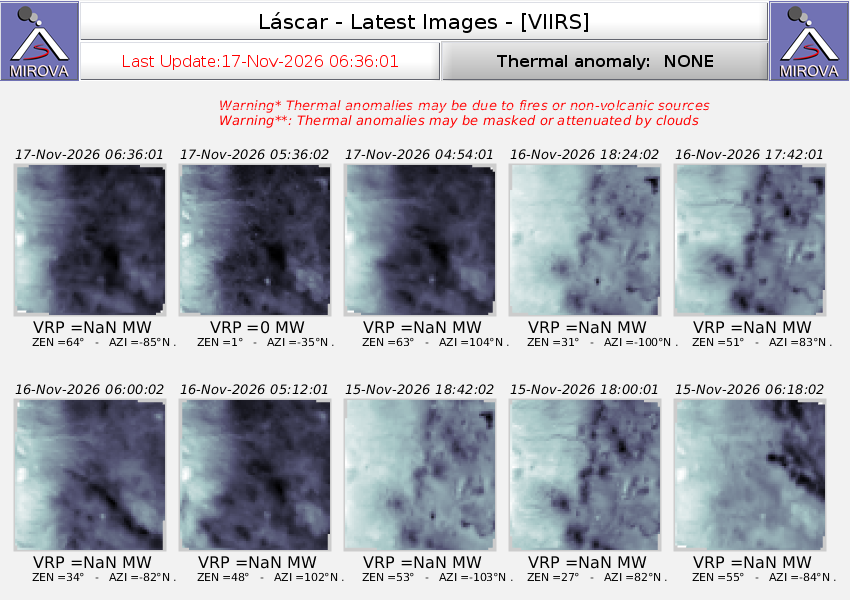 MIROVA
Láscar - Latest Images - [VIIRS]
MIROVA
Last Update:17-Nov-2026 06:36:01
Thermal anomaly: NONE
Warning* Thermal anomalies may be due to fires or non-volcanic sources
Warning**: Thermal anomalies may be masked or attenuated by clouds
17-Nov-2026 06:36:01 17-Nov-2026 05:36:02 17-Nov-2026 04:54:01 16-Nov-2026 18:24:02 16-Nov-2026 17:42:01
VRP =NaN MW VRP =0 MW VRP =NaN MW VRP =NaN MW VRP =NaN MW
ZEN =64° - AZI =-85°N . ZEN =1° - AZI =-35°N . ZEN =63° - AZI =104°N . ZEN =31° - AZI =-100°N . ZEN =51° - AZI =83°N .
16-Nov-2026 06:00:02 16-Nov-2026 05:12:01 15-Nov-2026 18:42:02 15-Nov-2026 18:00:01 15-Nov-2026 06:18:02
VRP =NaN MW VRP =NaN MW VRP =NaN MW VRP =NaN MW VRP =NaN MW
ZEN =34° - AZI =-82°N . ZEN =48° - AZI =102°N . ZEN =53° - AZI =-103°N . ZEN =27° - AZI =82°N . ZEN =55° - AZI =-84°N .